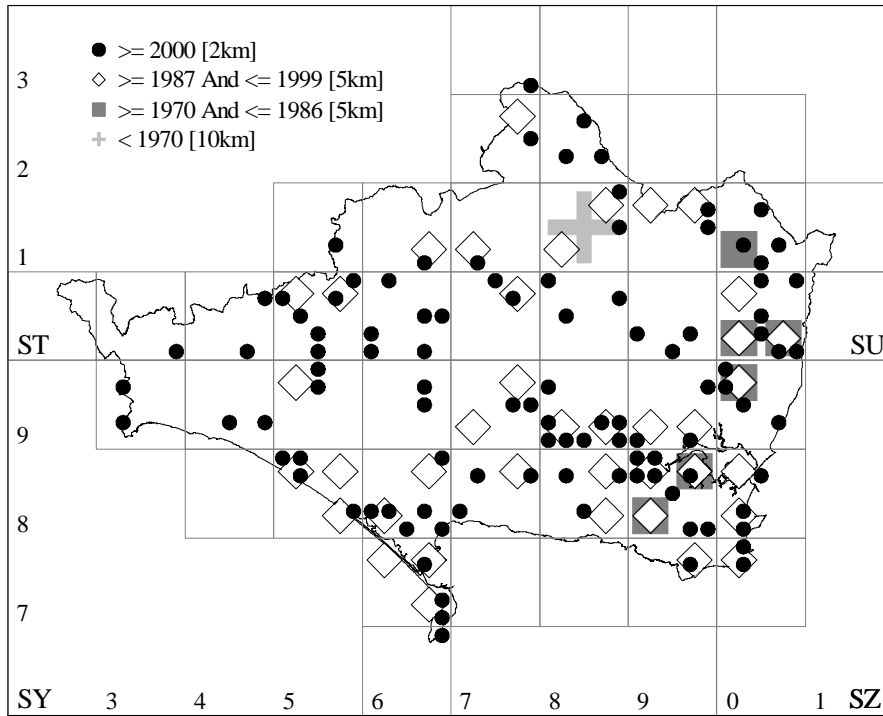 >= 2000 [2km]
>= 1987 And <= 1999 [5km]
>= 1970 And <= 1986 [5km]
< 1970 [10km]
3
2
1
ST
SU
9
8
7
SY 3 4 5 6 7 8 9 0 1 SZ